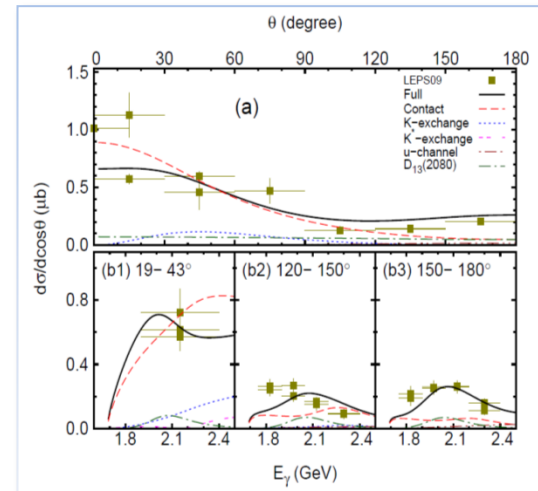 θ (degree)
0 30 60 90 120 150 180
1.5
1.0
0.5
0.0
(a)
LEPS09
Full
Contact
K-exchange
K*-exchange
u-channel
D13(2080)
dσ/dcosθ (μb)
(b1) 19- 43°
(b2) 120- 150°
(b3) 150- 180°
0.8
0.4
0.0
1.8 2.1 2.4 1.8 2.1 2.4 1.8 2.1 2.4
Eγ (GeV)